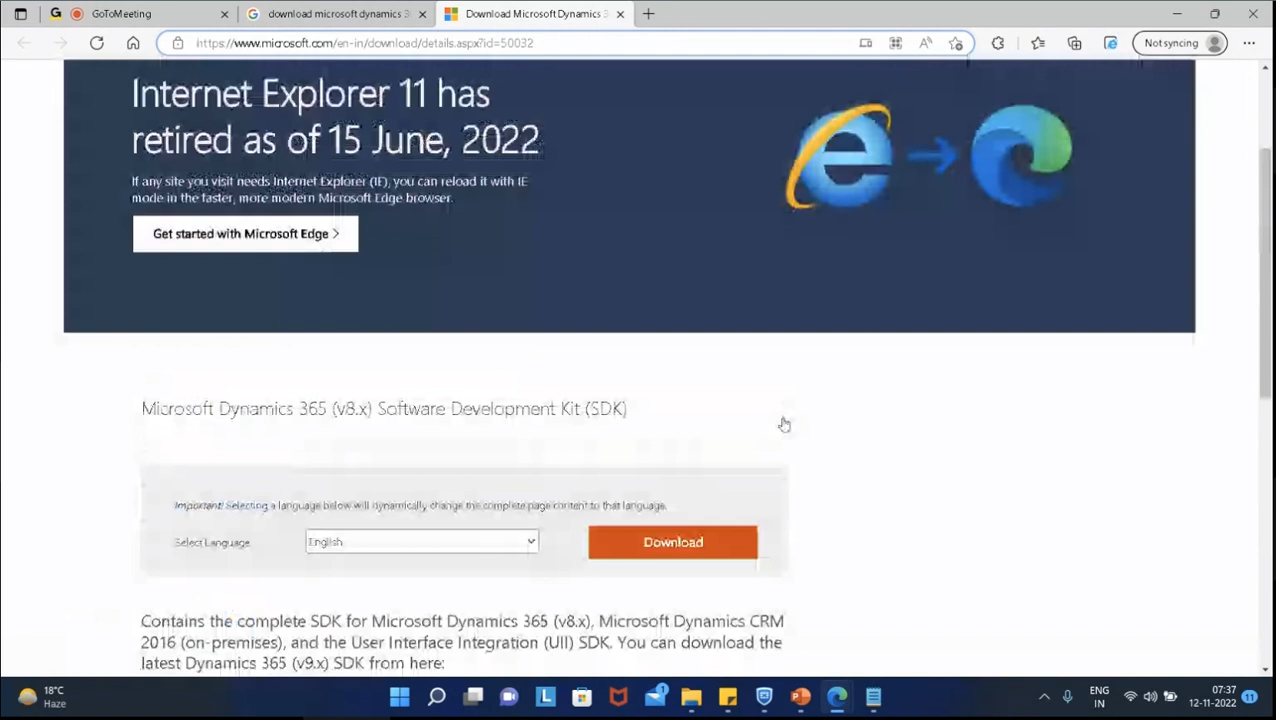 GoToMeeting
download microsoft dynamics 3
Download Microsoft Dynamics 3
https://www.microsoft.com/en-in/download/details.aspx?id=50032
Not syncing
Internet Explorer 11 has
retired as of 15 June, 2022
If any site you visit needs Internet Explorer (IE), you can reload it with IE
mode in the faster, more modern Microsoft Edge browser.
Get started with Microsoft Edge >
Microsoft Dynamics 365 (v8.x) Software Development Kit (SDK)
Important! Selecting a language below will dynamically change the complete page content to that language.
Select Language
English
Download
Contains the complete SDK for Microsoft Dynamics 365 (v8.x), Microsoft Dynamics CRM
2016 (on-premises), and the User Interface Integration (UII) SDK. You can download the
latest Dynamics 365 (v9.x) SDK from here:
18°C
Haze
ENG
IN
07:37
12-11-2022
11